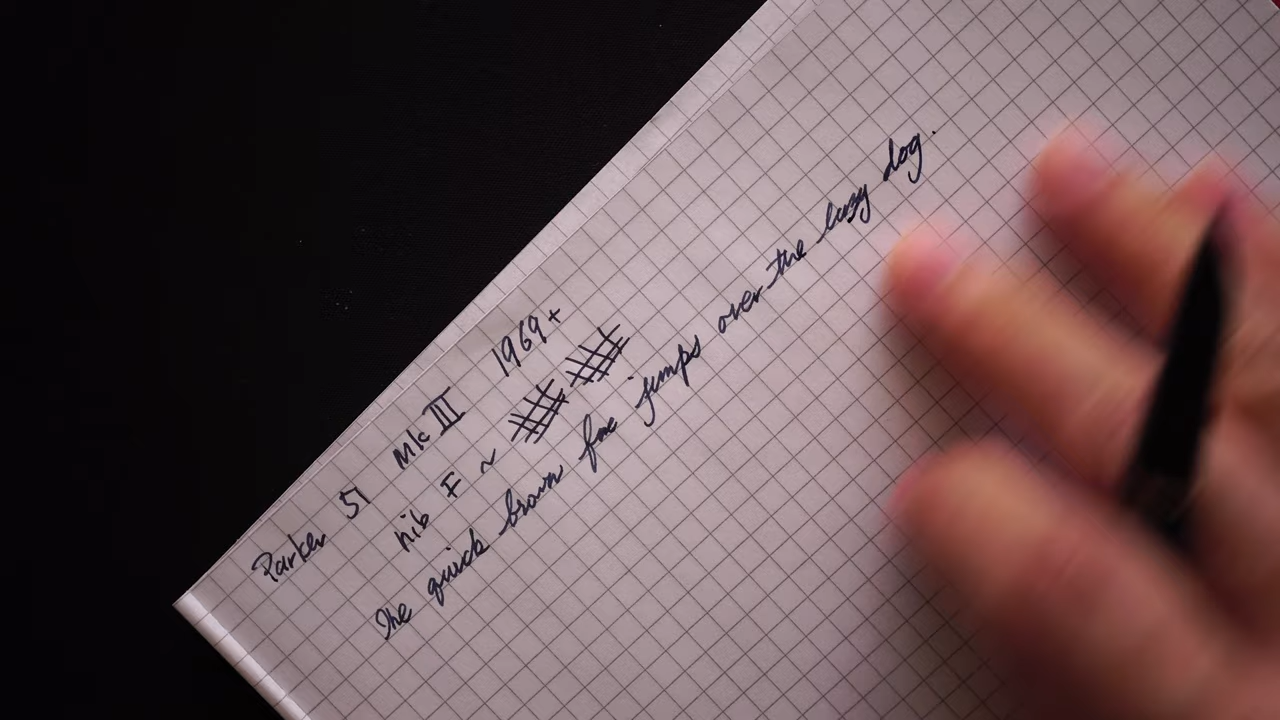 Parker 51 Mk III 1969+
nib F ~
The quick brown fox jumps over the lazy dog.